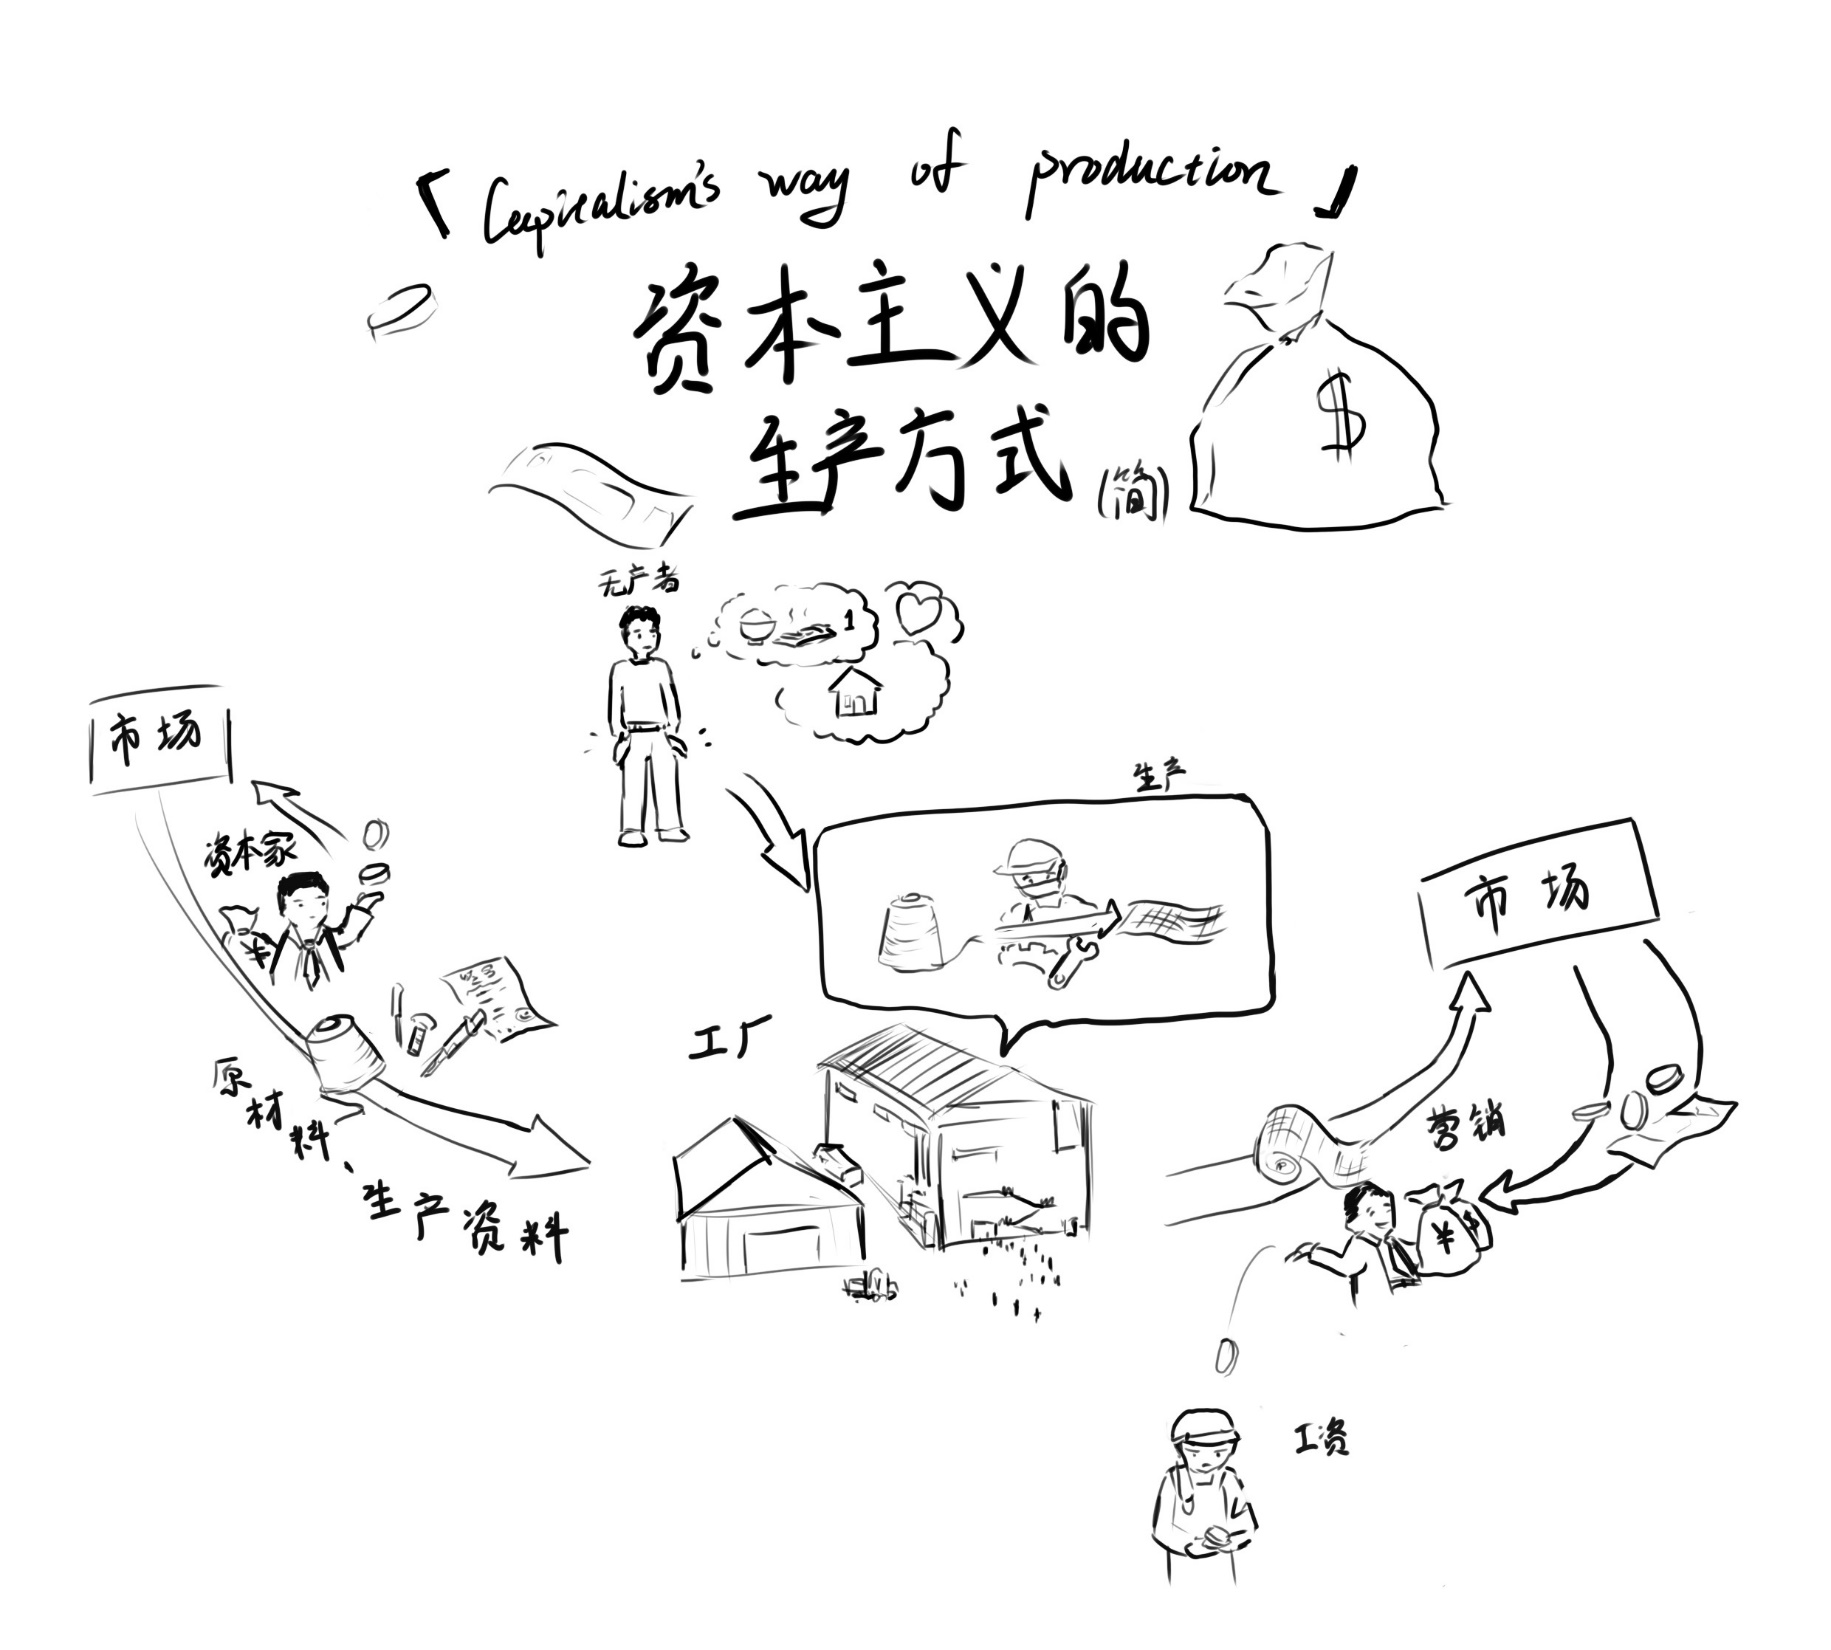 「Capitalism's way of production」
资本主义的
生产方式(简)
$
无产者
1
市场
资本家
¥
原材料、生产资料
生产
工厂
市场
营销
¥
$
工资